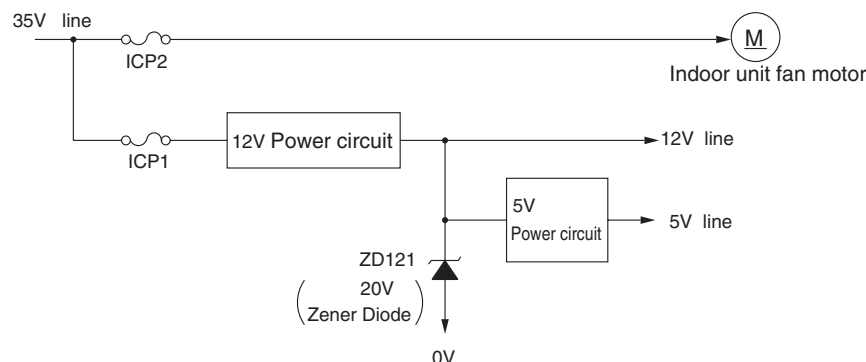 35V line
ICP2
M
Indoor unit fan motor
ICP1
12V Power circuit
12V line
5V
Power circuit
5V line
ZD121
20V
Zener Diode
0V